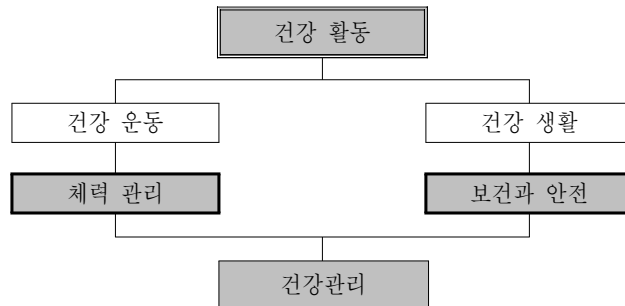 건강 활동
건강 운동
건강 생활
체력 관리
보건과 안전
건강관리